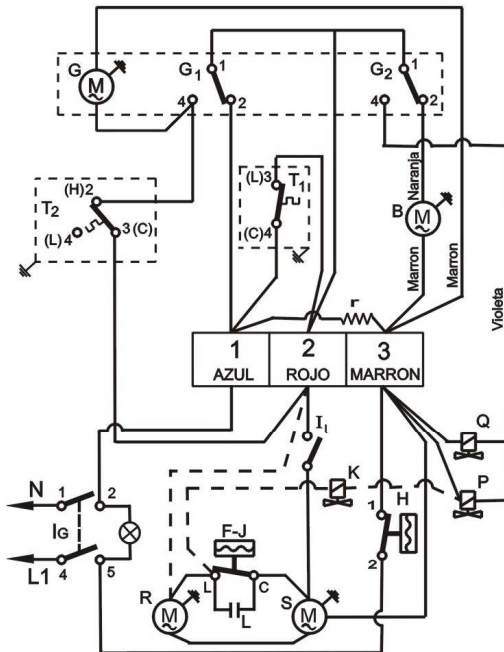 G
M
G1
1
4
2
G2
1
4
2
(H)2
T2
(L)4
3(C)
(L)3
T1
(C)4
Naranja
B
M
Marron
Marron
Violeta
r
1
2
3
AZUL
ROJO
MARRON
I1
K
Q
P
N
1
2
IG
L1
4
5
F-J
H
1
2
L
C
R
M
L
S
M